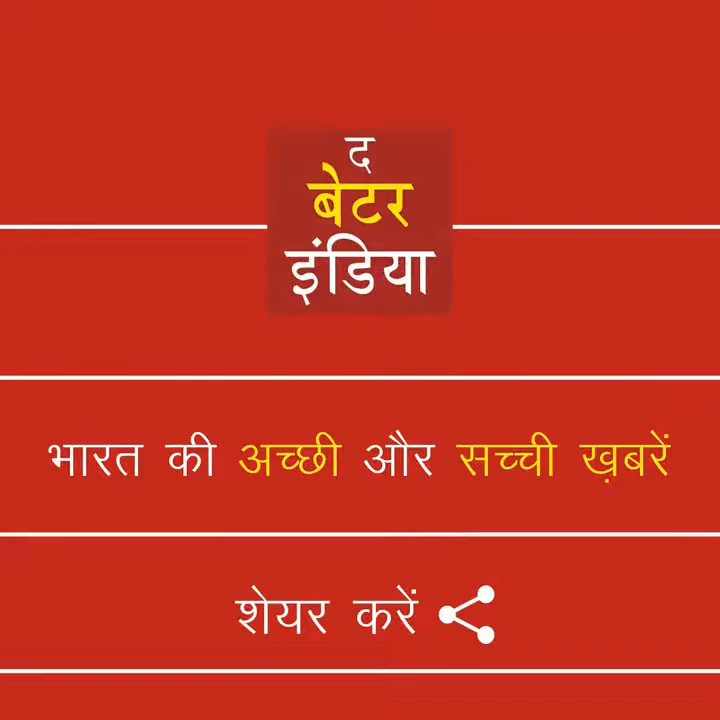 द
बेटर
इंडिया
भारत की अच्छी और सच्ची ख़बरें
शेयर करें